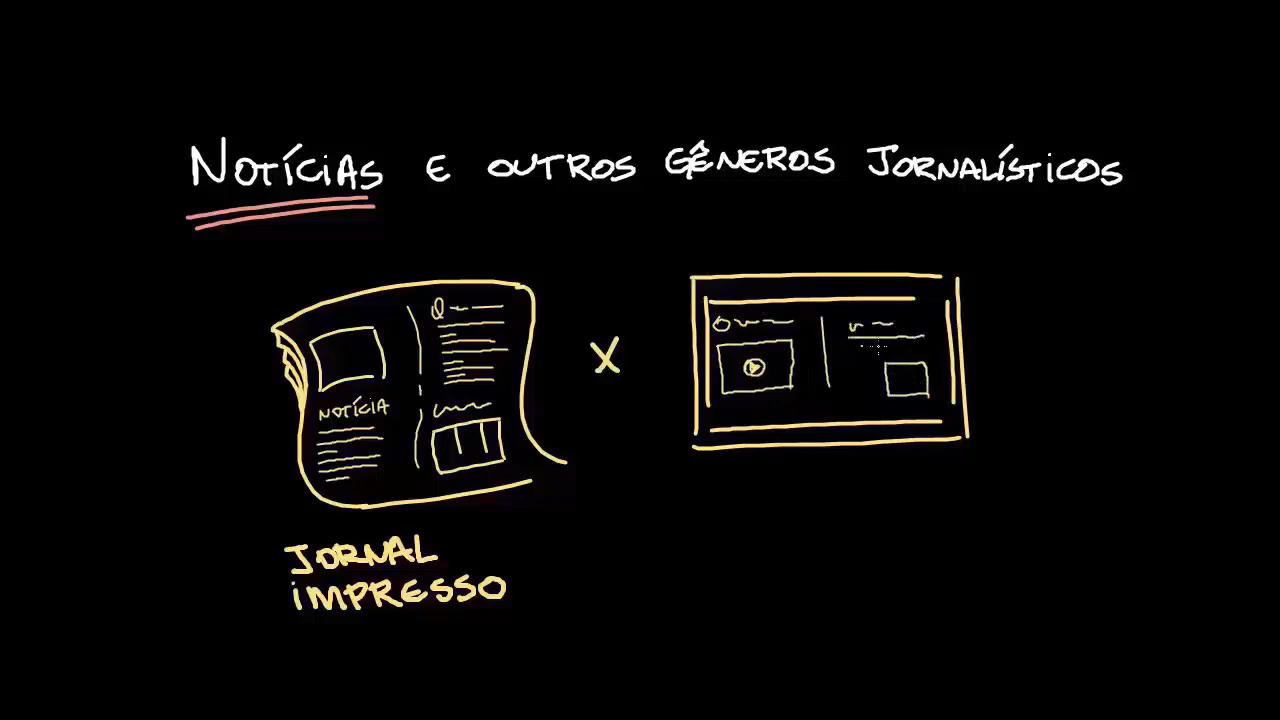 NOTÍCIAS E OUTROS GÊNEROS JORNALÍSTICOS
NOTÍCIA
X
JORNAL
IMPRESSO